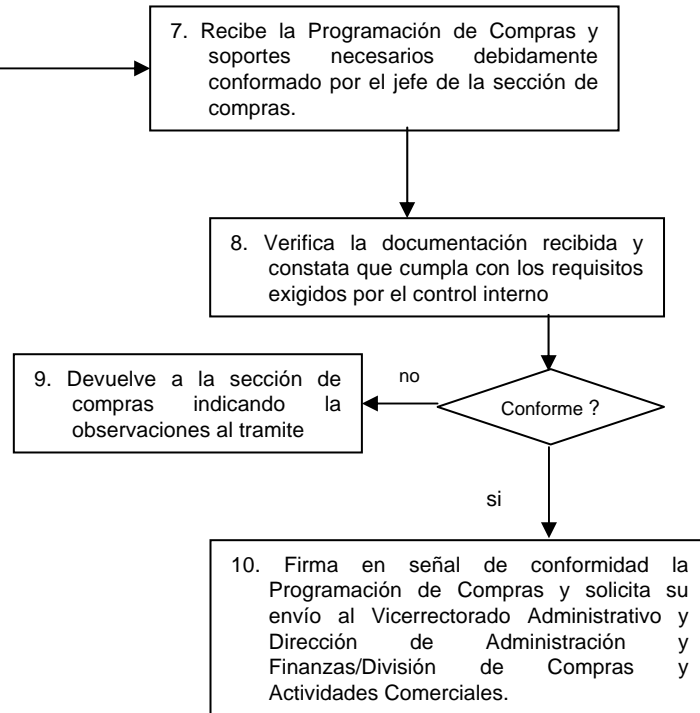 7. Recibe la Programación de Compras y
soportes necesarios debidamente
conformado por el jefe de la sección de
compras.
8. Verifica la documentación recibida y
constata que cumpla con los requisitos
exigidos por el control interno
9. Devuelve a la sección de
compras indicando la
observaciones al tramite
no
Conforme ?
si
10. Firma en señal de conformidad la
Programación de Compras y solicita su
envío al Vicerrectorado Administrativo y
Dirección de Administración y
Finanzas/División de Compras y
Actividades Comerciales.